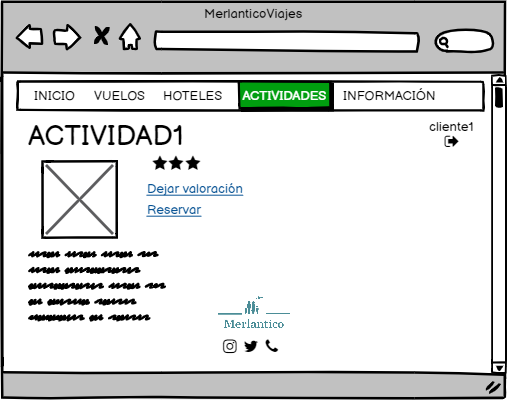 MerlanticoViajes
INICIO VUELOS HOTELES ACTIVIDADES INFORMACIÓN
cliente1
ACTIVIDAD1
Dejar valoración
Reservar
Merlantico